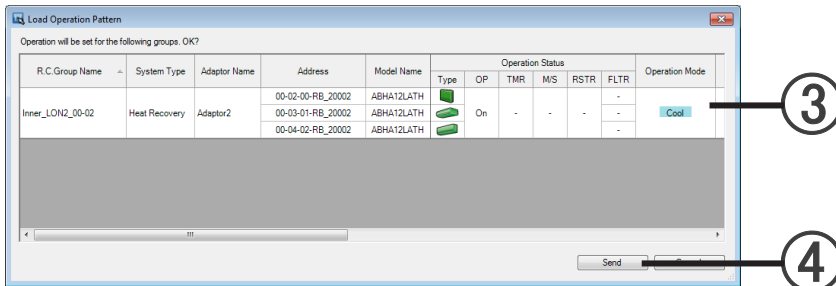 Load Operation Pattern
Operation will be set for the following groups. OK?
R.C.Group Name System Type Adaptor Name Address Model Name Operation Status Operation Mode
Type OP TMR M/S RSTR FLTR
00-02-00-RB_20002 ABHA12LATH -
Inner_LON2_00-02 Heat Recovery Adaptor2 00-03-01-RB_20002 ABHA12LATH On - - - - Cool
00-04-02-RB_20002 ABHA12LATH -
3
Send
4